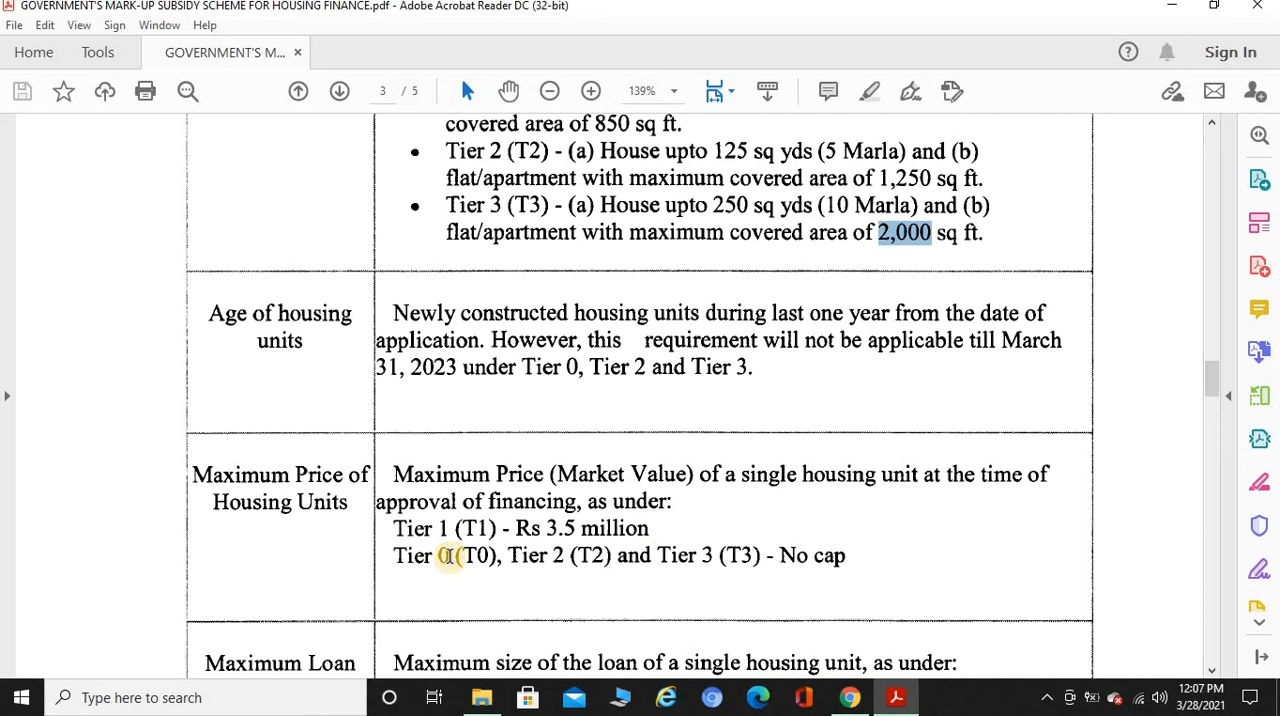 GOVERNMENT'S MARK-UP SUBSIDY SCHEME FOR HOUSING FINANCE.pdf - Adobe Acrobat Reader DC (32-bit)
File Edit View Sign Window Help
Home Tools GOVERNMENT'S M... × Sign In
3 / 5 139%
covered area of 850 sq ft.
• Tier 2 (T2) - (a) House upto 125 sq yds (5 Marla) and (b)
flat/apartment with maximum covered area of 1,250 sq ft.
• Tier 3 (T3) - (a) House upto 250 sq yds (10 Marla) and (b)
flat/apartment with maximum covered area of 2,000 sq ft.
Age of housing
units
Newly constructed housing units during last one year from the date of
application. However, this requirement will not be applicable till March
31, 2023 under Tier 0, Tier 2 and Tier 3.
Maximum Price of
Housing Units
Maximum Price (Market Value) of a single housing unit at the time of
approval of financing, as under:
Tier 1 (T1) - Rs 3.5 million
Tier 0 (T0), Tier 2 (T2) and Tier 3 (T3) - No cap
Maximum Loan
Maximum size of the loan of a single housing unit, as under:
Type here to search
12:07 PM
3/28/2021